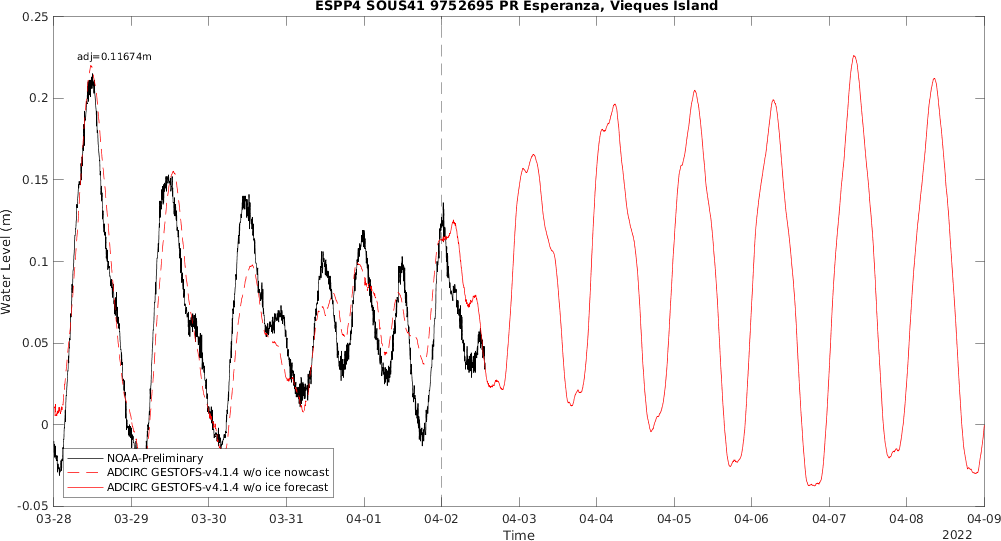 ESPP4 SOUS41 9752695 PR Esperanza, Vieques Island
adj=0.11674m
0.25
0.2
0.15
0.1
0.05
0
-0.05
Water Level (m)
NOAA-Preliminary
ADCIRC GESTOFS-v4.1.4 w/o ice nowcast
ADCIRC GESTOFS-v4.1.4 w/o ice forecast
03-28 03-29 03-30 03-31 04-01 04-02 04-03 04-04 04-05 04-06 04-07 04-08 04-09
Time
2022